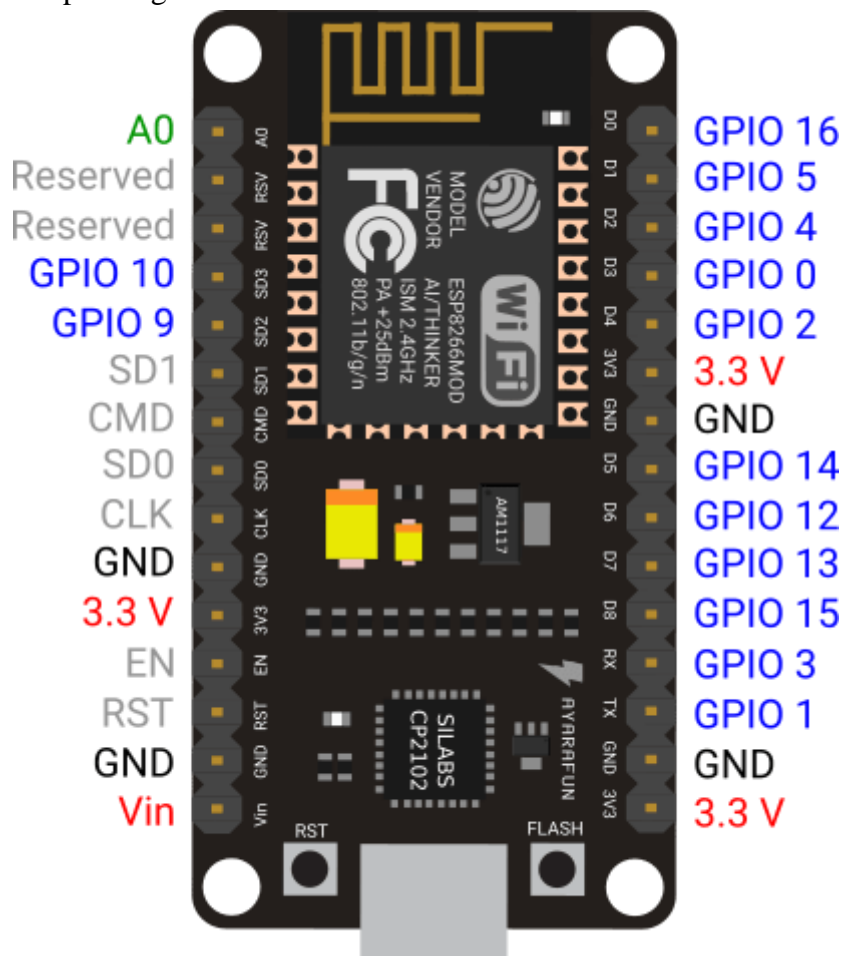 A0
Reserved
Reserved
GPIO 10
GPIO 9
SD1
CMD
SD0
CLK
GND
3.3 V
EN
RST
GND
Vin
A0
RSV
RSV
SD3
SD2
SD1
CMD
SD0
CLK
GND
3V3
EN
RST
GND
Vin
MODEL
VENDOR
ESP8266MOD
AI/THINKER
ISM 2.4GHz
PA +25dBm
802.11b/g/n
FC
Wi Fi
AM1117
SILABS
CP2102
AYARAFUN
RST
FLASH
D0
D1
D2
D3
D4
3V3
GND
D5
D6
D7
D8
RX
TX
GND
3V3
GPIO 16
GPIO 5
GPIO 4
GPIO 0
GPIO 2
3.3 V
GND
GPIO 14
GPIO 12
GPIO 13
GPIO 15
GPIO 3
GPIO 1
GND
3.3 V